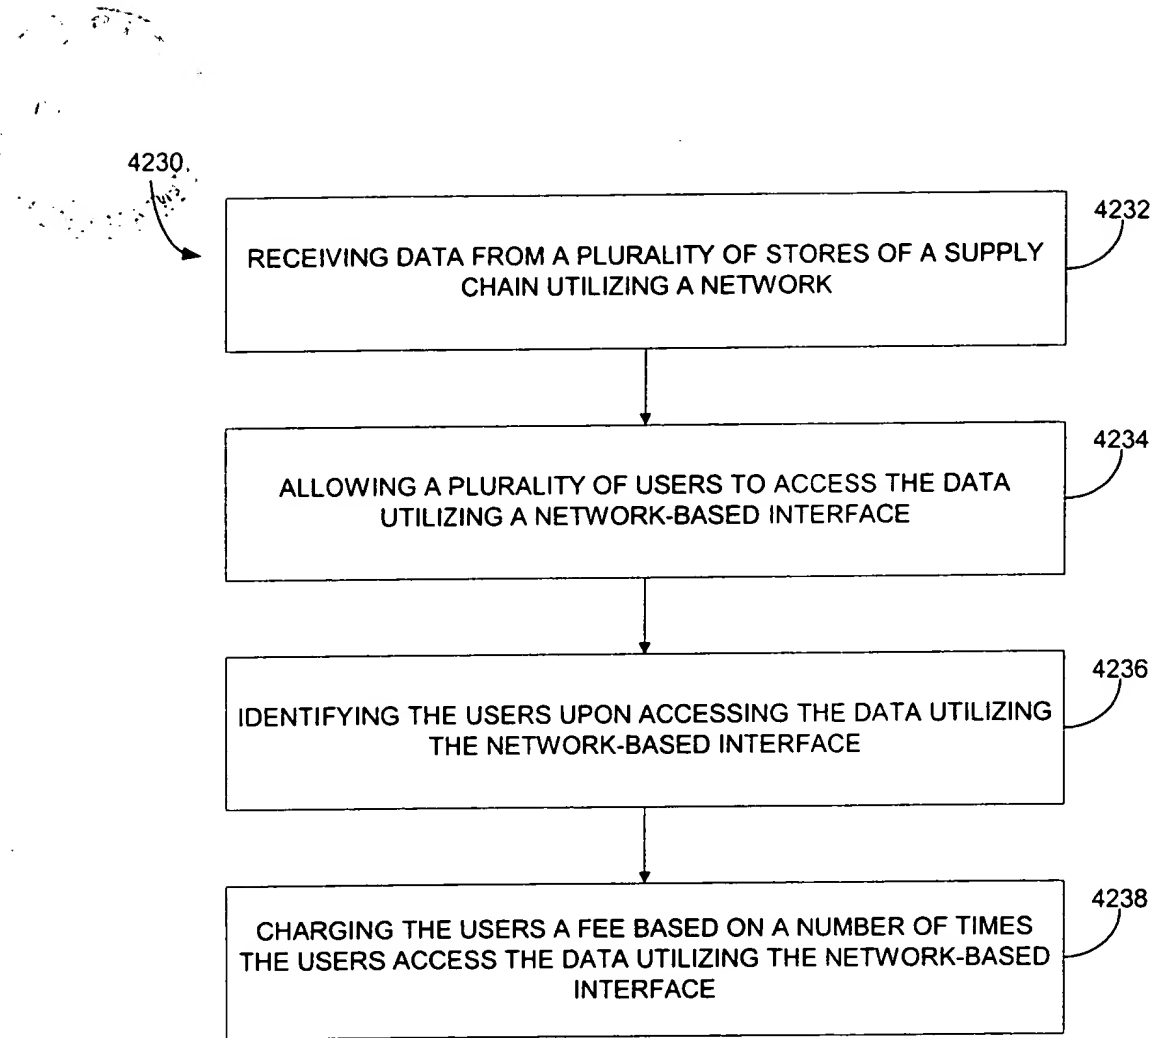 4230
4232
RECEIVING DATA FROM A PLURALITY OF STORES OF A SUPPLY
CHAIN UTILIZING A NETWORK
4234
ALLOWING A PLURALITY OF USERS TO ACCESS THE DATA
UTILIZING A NETWORK-BASED INTERFACE
4236
IDENTIFYING THE USERS UPON ACCESSING THE DATA UTILIZING
THE NETWORK-BASED INTERFACE
4238
CHARGING THE USERS A FEE BASED ON A NUMBER OF TIMES
THE USERS ACCESS THE DATA UTILIZING THE NETWORK-BASED
INTERFACE